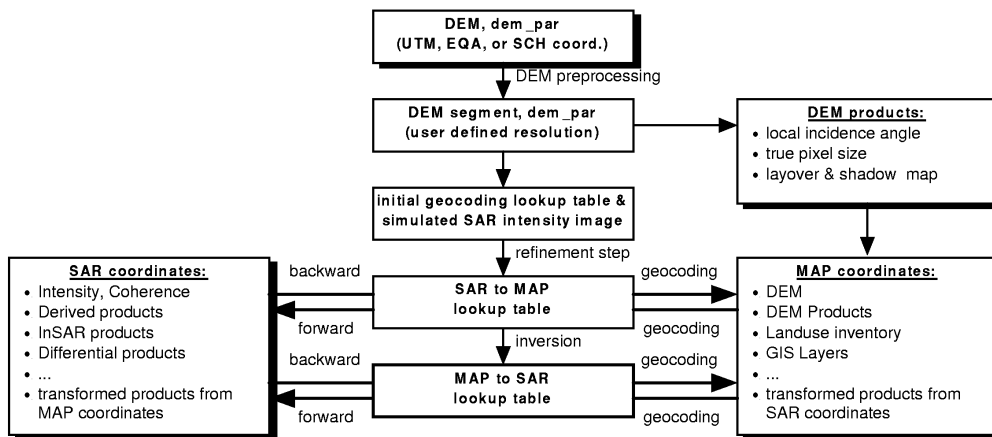 DEM, dem_par
(UTM, EQA, or SCH coord.)
DEM preprocessing
DEM segment, dem_par
(user defined resolution)
DEM products:
• local incidence angle
• true pixel size
• layover & shadow map
initial geocoding lookup table &
simulated SAR intensity image
refinement step
SAR coordinates:
• Intensity, Coherence
• Derived products
• InSAR products
• Differential products
• ...
• transformed products from
MAP coordinates
backward
forward
backward
forward
SAR to MAP
lookup table
inversion
MAP to SAR
lookup table
geocoding
geocoding
geocoding
geocoding
MAP coordinates:
• DEM
• DEM Products
• Landuse inventory
• GIS Layers
• ...
• transformed products from
SAR coordinates